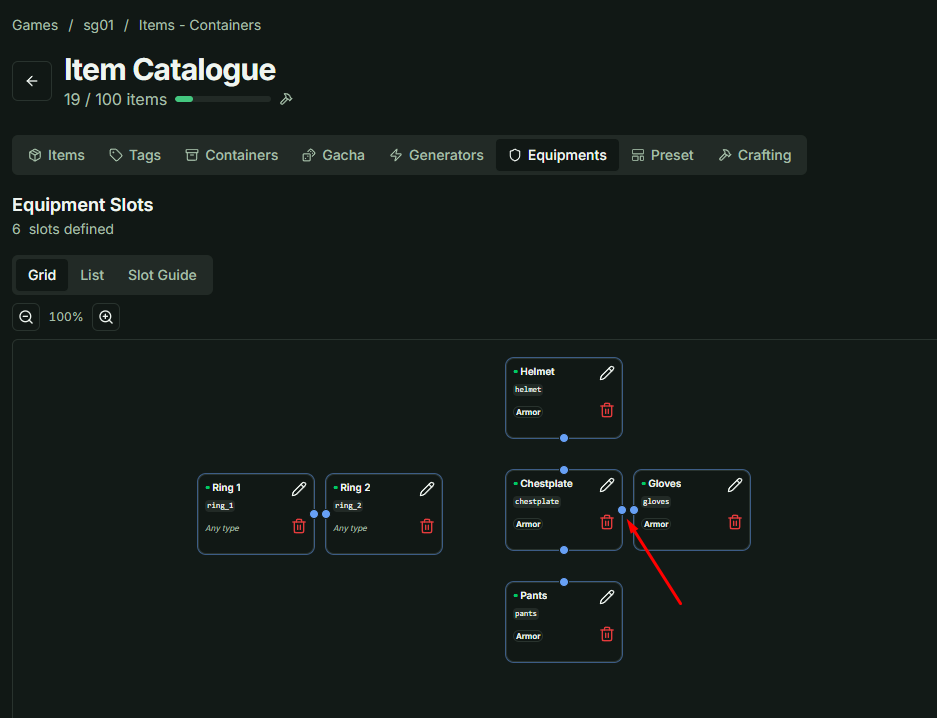 Games / sg01 / Items - Containers
Item Catalogue
19 / 100 items
Items Tags Containers Gacha Generators Equipments Preset Crafting
Equipment Slots
6 slots defined
Grid List Slot Guide
100%
Helmet
helmet
Armor
Ring 1
ring_1
Any type
Ring 2
ring_2
Any type
Chestplate
chestplate
Armor
Gloves
gloves
Armor
Pants
pants
Armor